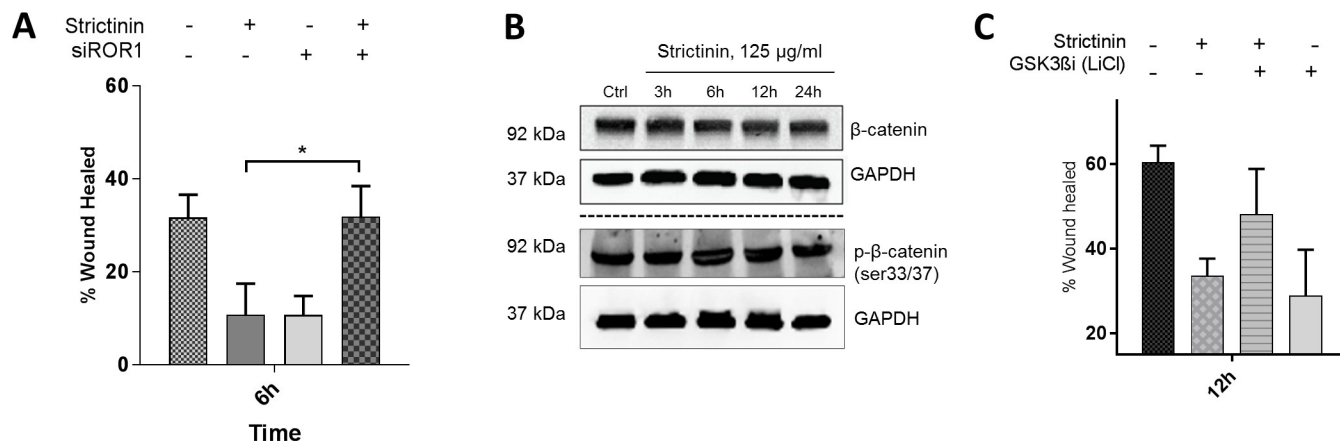 A
Strictinin - + - +
siROR1 - - + +
% Wound Healed
60
40
20
0
*
6h
Time
B
Strictinin, 125 µg/ml
Ctrl 3h 6h 12h 24h
92 kDa β-catenin
37 kDa GAPDH
92 kDa p-β-catenin
(ser33/37)
37 kDa GAPDH
C
Strictinin - + + -
GSK3ßi (LiCl) - - + +
% Wound healed
60
40
20
12h